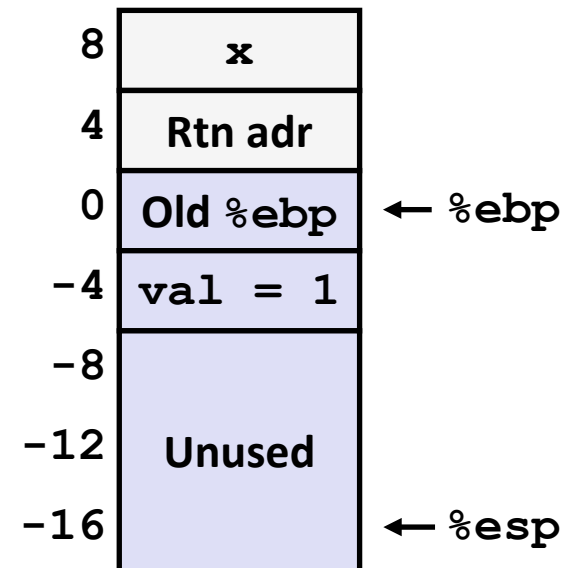 8 x
4 Rtn adr
0 Old %ebp ← %ebp
-4 val = 1
-8
-12 Unused
-16 ← %esp